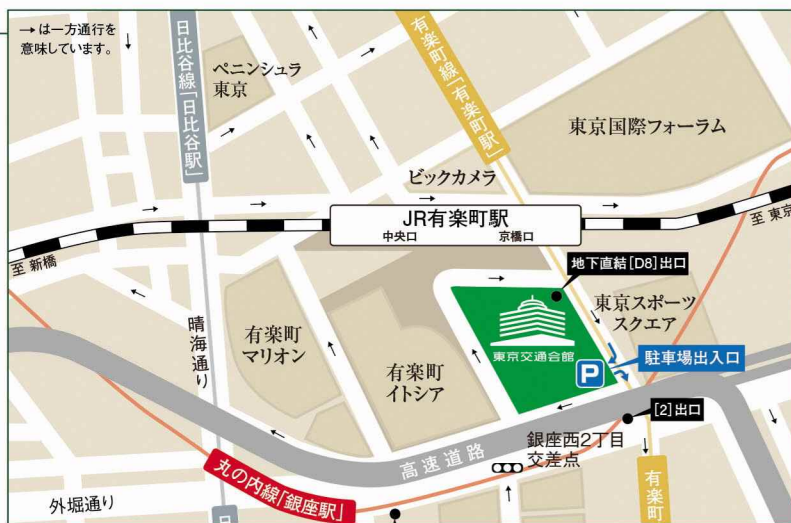 →は一方通行を
意味しています。
日比谷線「日比谷駅」
ペニンシュラ
東京
有楽町線「有楽町駅」
東京国際フォーラム
ビックカメラ
JR有楽町駅
中央口
京橋口
至 新橋
至 東京
地下直結[D8]出口
東京スポーツ
スクエア
東京交通会館
P
駐車場出入口
晴海通り
有楽町
マリオン
有楽町
イトシア
[2]出口
銀座西2丁目
交差点
高速道路
丸の内線「銀座駅」
外堀通り
日
有楽町